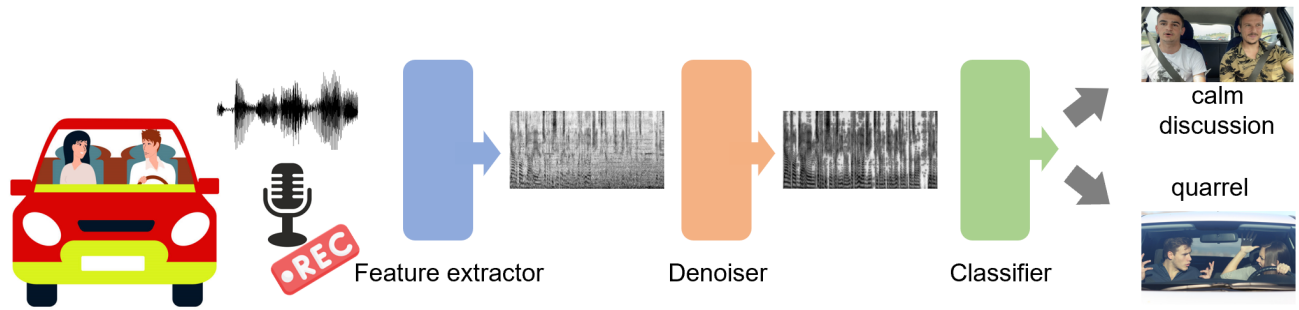 REC
Feature extractor
Denoiser
Classifier
calm
discussion
quarrel